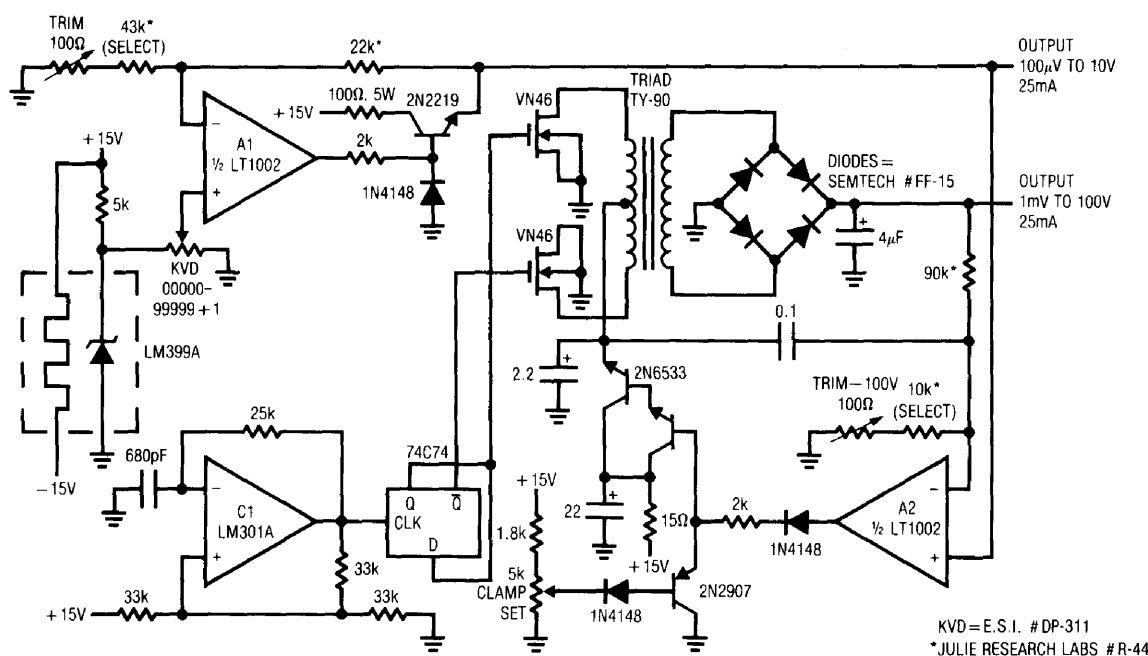 TRIM
100Ω
43k*
(SELECT)
22k*
100Ω, 5W
+15V
2N2219
VN46
TRIAD
TY-90
OUTPUT
100μV TO 10V
25mA
A1
½ LT1002
−
+
2k
1N4148
+15V
5k
KVD
00000-
99999+1
LM399A
−15V
VN46
DIODES=
SEMTECH #FF-15
OUTPUT
1mV TO 100V
25mA
+
4μF
90k*
0.1
+
2.2
2N6533
TRIM—100V
100Ω
10k*
(SELECT)
25k
680pF
−
+
C1
LM301A
74C74
Q
Q̅
CLK
D
33k
+15V
33k
33k
+15V
1.8k
5k
CLAMP
SET
+
22
15Ω
+15V
2k
1N4148
A2
½ LT1002
−
+
1N4148
2N2907
KVD=E.S.I. #DP-311
*JULIE RESEARCH LABS #R-44